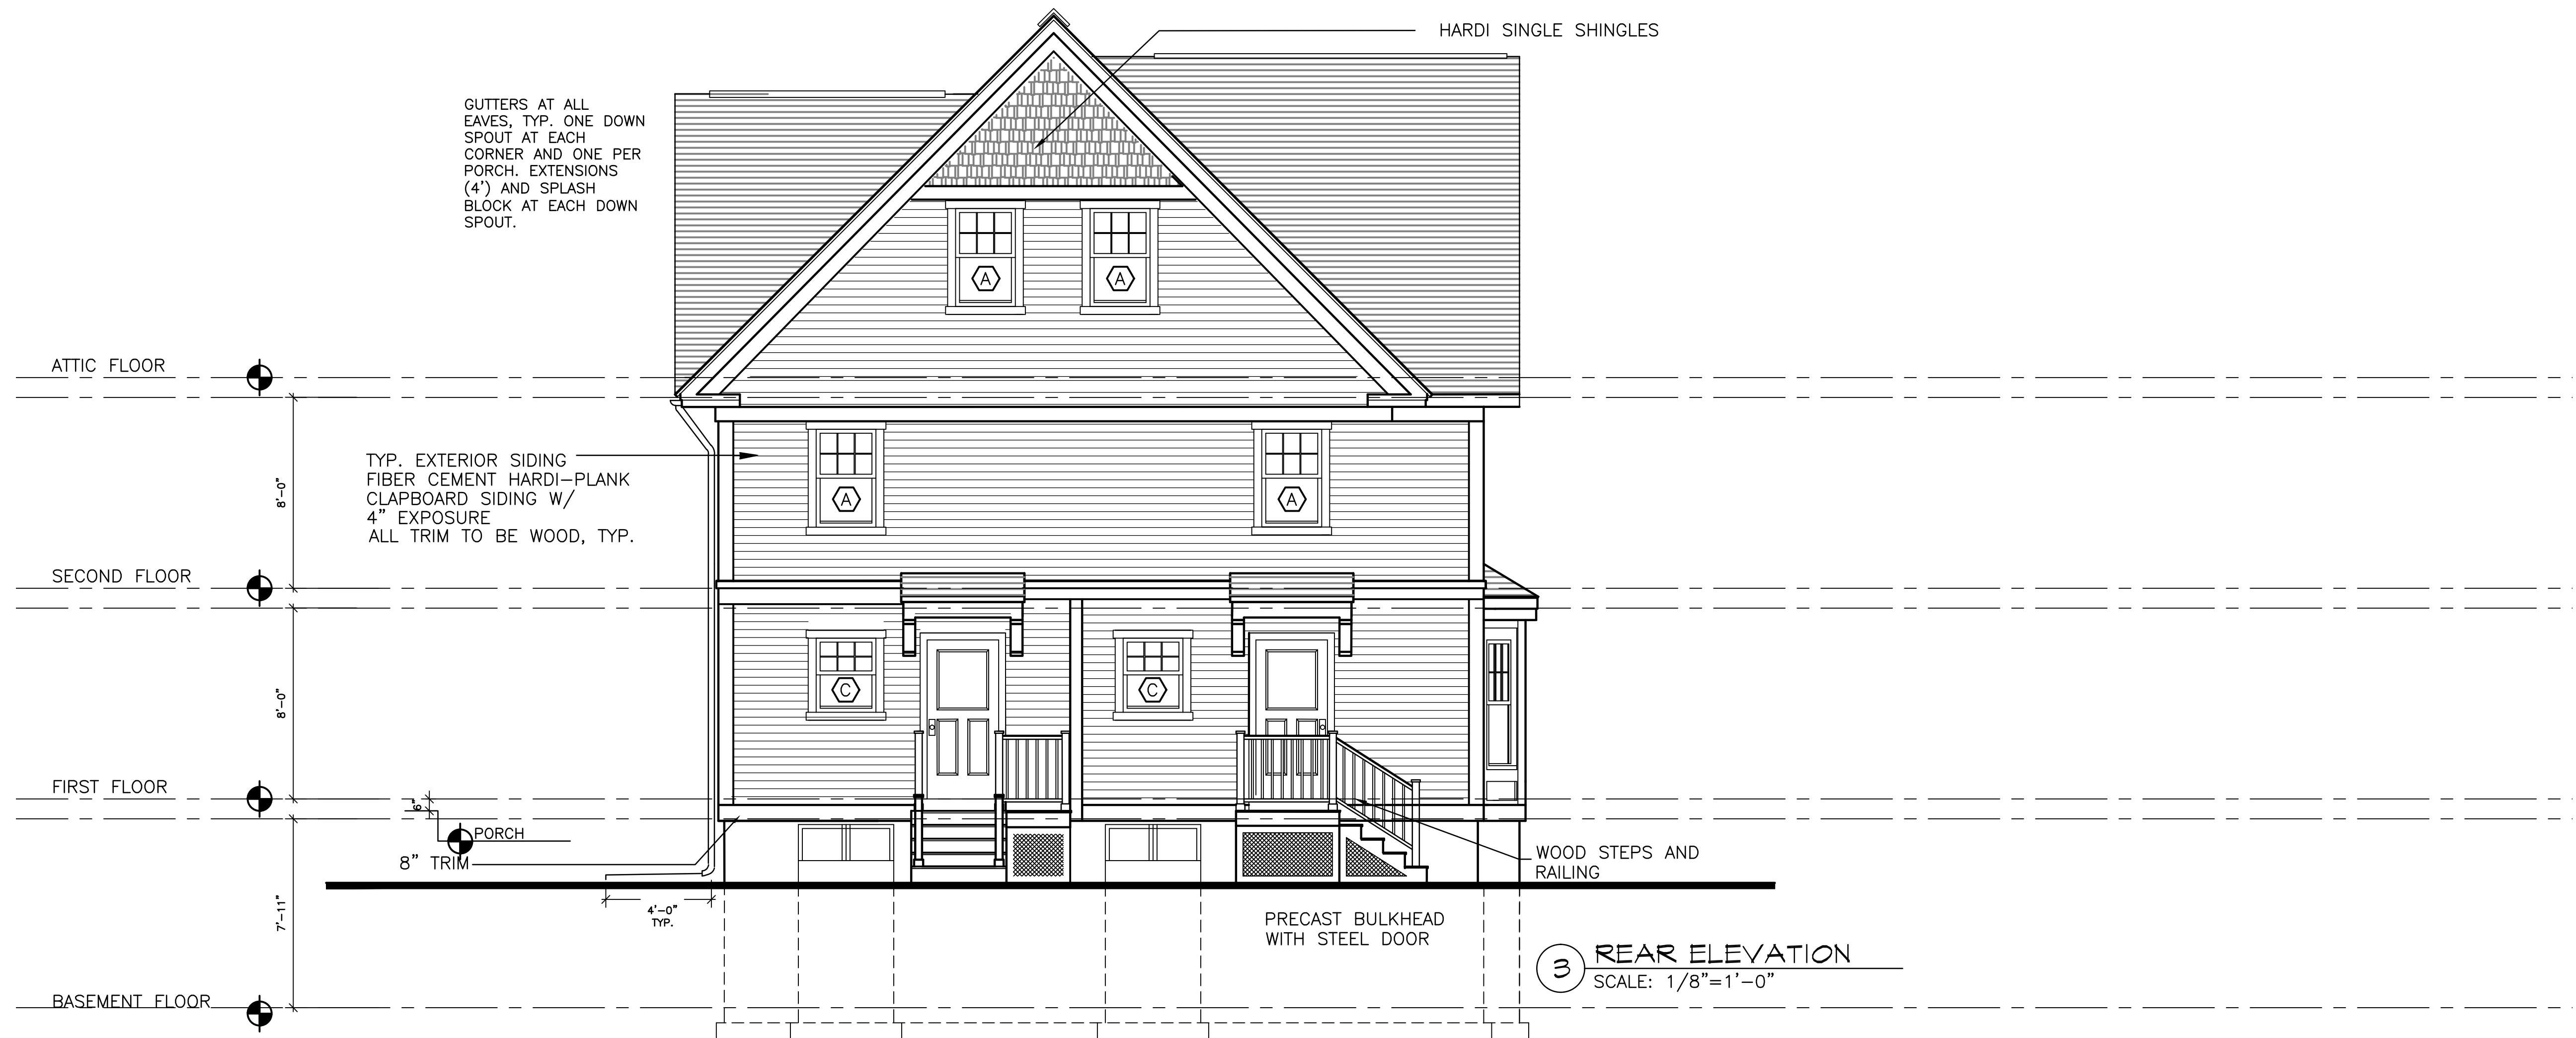 HARDI SINGLE SHINGLES
GUTTERS AT ALL
EAVES, TYP. ONE DOWN
SPOUT AT EACH
CORNER AND ONE PER
PORCH. EXTENSIONS
(4') AND SPLASH
BLOCK AT EACH DOWN
SPOUT.
A
A
ATTIC FLOOR
8'-0"
TYP. EXTERIOR SIDING
FIBER CEMENT HARDI-PLANK
CLAPBOARD SIDING W/
4" EXPOSURE
ALL TRIM TO BE WOOD, TYP.
A
A
SECOND FLOOR
8'-0"
C
C
FIRST FLOOR
6"
PORCH
8" TRIM
WOOD STEPS AND
RAILING
7'-11"
4'-0"
TYP.
PRECAST BULKHEAD
WITH STEEL DOOR
3 REAR ELEVATION
SCALE: 1/8"=1'-0"
BASEMENT FLOOR